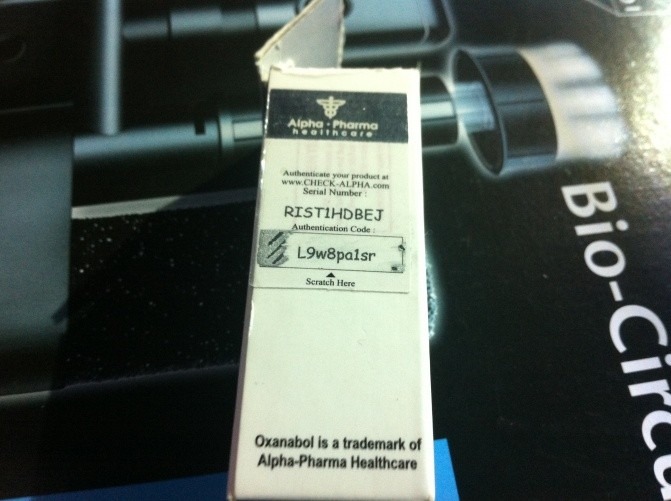 Alpha - Pharma
healthcare
Authenticate your product at
www.CHECK-ALPHA.com
Serial Number :
RIST1HDBEJ
Authentication Code :
L9w8pa1sr
Scratch Here
Oxanabol is a trademark of
Alpha-Pharma Healthcare
Bio-Circ